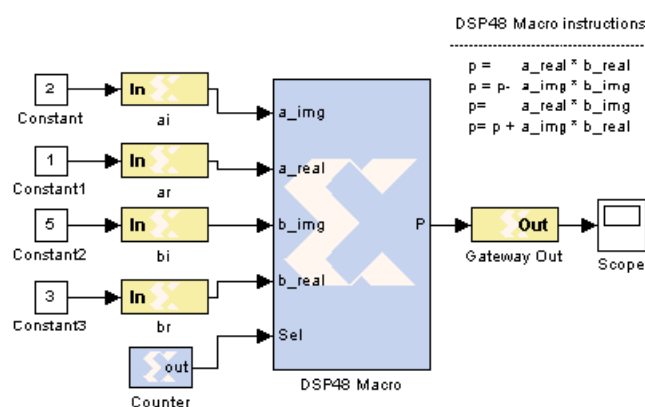 DSP48 Macro instructions
p = a_real * b_real
p = p- a_img * b_img
p= a_real * b_img
p= p + a_img * b_real
2
Constant
In
ai
1
Constant1
In
ar
5
Constant2
In
bi
3
Constant3
In
br
out
Counter
a_img
a_real
b_img
b_real
Sel
P
DSP48 Macro
Out
Gateway Out
Scope